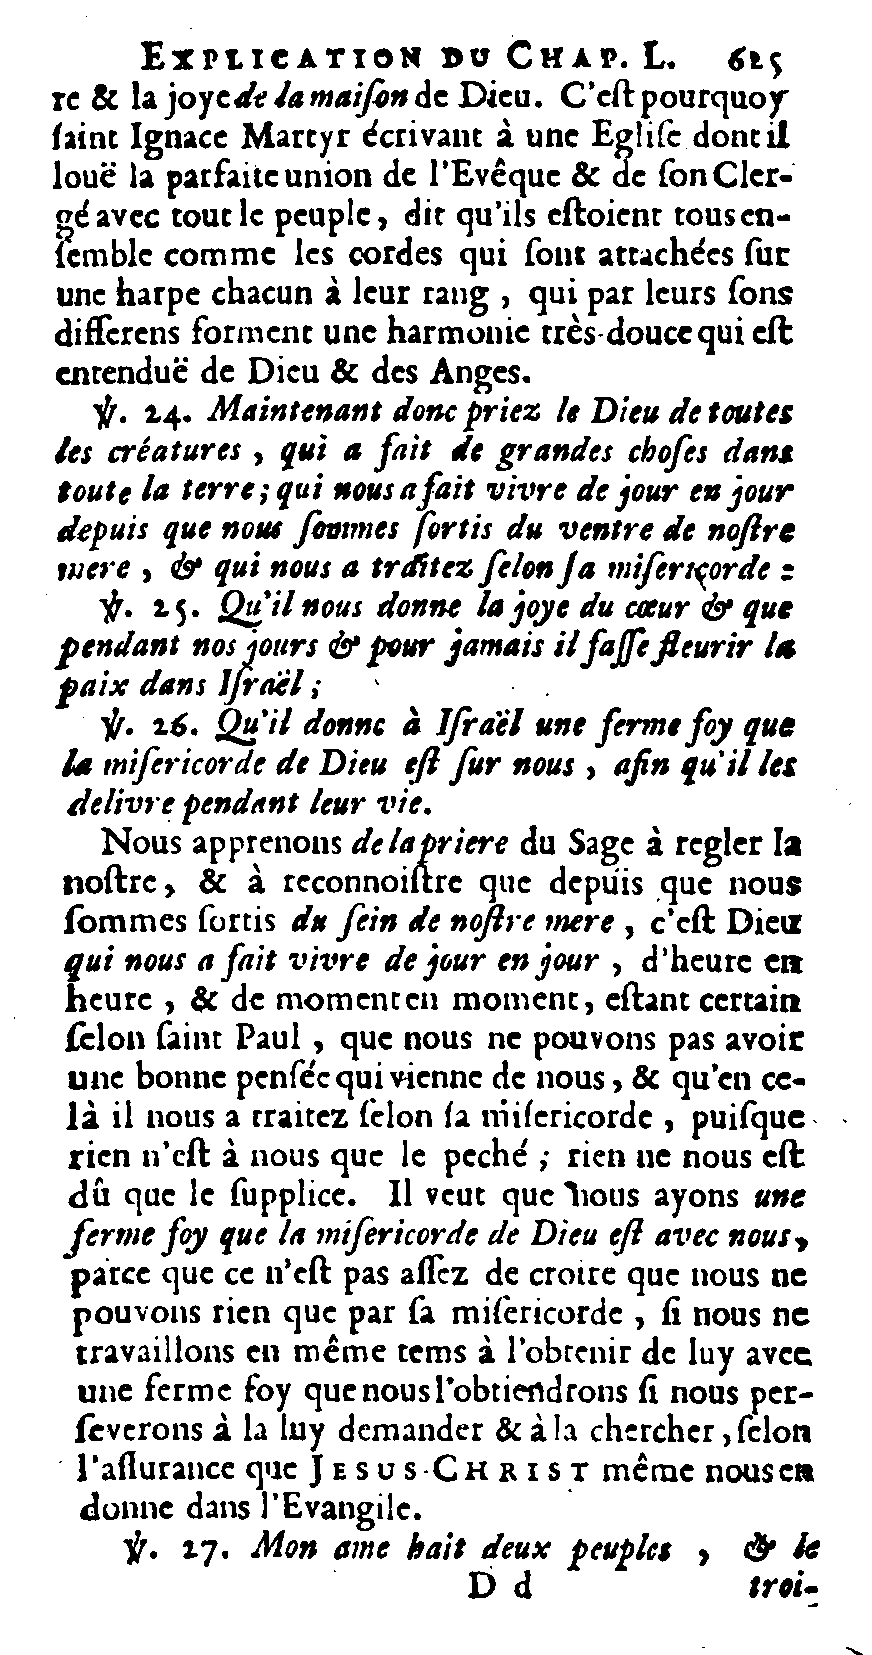 EXPLICATION DU CHAP. L. 625
re & la joye de la maiſon de Dieu. C'eſt pourquoy
ſaint Ignace Martyr écrivant à une Egliſe dont il
louë la parfaite union de l'Evêque & de ſon Cler-
gé avec tout le peuple, dit qu'ils eſtoient tous en-
ſemble comme les cordes qui ſont attachées ſur
une harpe chacun à leur rang, qui par leurs ſons
differens forment une harmonie très-douce qui eſt
entenduë de Dieu & des Anges.
℣. 24. Maintenant donc priez le Dieu de toutes
les créatures, qui a fait de grandes choſes dans
toute la terre; qui nous a fait vivre de jour en jour
depuis que nous ſommes ſortis du ventre de noſtre
mere, & qui nous a traitez ſelon ſa miſericorde:
℣. 25. Qu'il nous donne la joye du cœur & que
pendant nos jours & pour jamais il faſſe fleurir la
paix dans Iſraël;
℣. 26. Qu'il donne à Iſraël une ferme foy que
la miſericorde de Dieu eſt ſur nous, afin qu'il les
delivre pendant leur vie.
Nous apprenons de la priere du Sage à regler la
noſtre, & à reconnoiſtre que depuis que nous
ſommes ſortis du ſein de noſtre mere, c'eſt Dieu
qui nous a fait vivre de jour en jour, d'heure en
heure, & de moment en moment, eſtant certain
ſelon ſaint Paul, que nous ne pouvons pas avoir
une bonne penſée qui vienne de nous, & qu'en ce-
là il nous a traitez ſelon ſa miſericorde, puiſque
rien n'eſt à nous que le peché; rien ne nous eſt
dû que le ſupplice. Il veut que nous ayons une
ferme foy que la miſericorde de Dieu eſt avec nous,
parce que ce n'eſt pas aſſez de croire que nous ne
pouvons rien que par ſa miſericorde, ſi nous ne
travaillons en même tems à l'obtenir de luy avec
une ferme foy que nous l'obtiendrons ſi nous per-
ſeverons à la luy demander & à la chercher, ſelon
l'aſſurance que JESUS-CHRIST même nous en
donne dans l'Evangile.
℣. 27. Mon ame hait deux peuples, & le
D d troi-